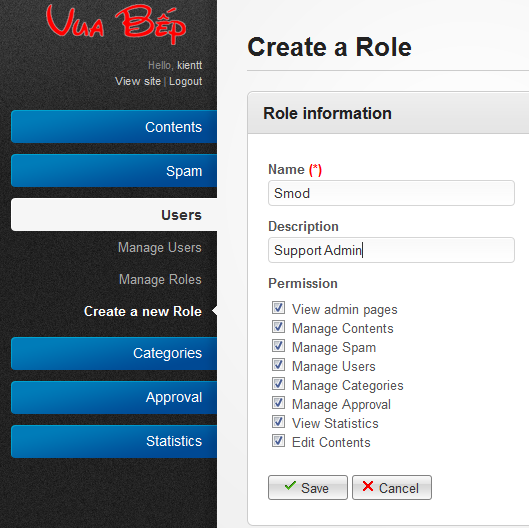 Vua Bếp
Hello, kientt
View site | Logout
Contents
Spam
Users
Manage Users
Manage Roles
Create a new Role
Categories
Approval
Statistics
Create a Role
Role information
Name (*)
Smod
Description
Support Admin
Permission
View admin pages
Manage Contents
Manage Spam
Manage Users
Manage Categories
Manage Approval
View Statistics
Edit Contents
Save
Cancel